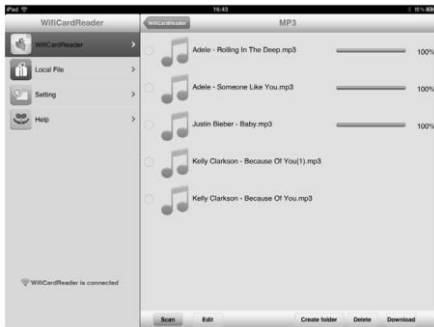 iPad 16:43
WifiCardReader
WifiCardReader
Local File
Setting
Help
WifiCardReader is connected
WifiCardReader MP3
Adele - Rolling In The Deep.mp3 100%
Adele - Someone Like You.mp3 100%
Justin Bieber - Baby.mp3 100%
Kelly Clarkson - Because Of You(1).mp3
Kelly Clarkson - Because Of You.mp3
Scan Edit Create folder Delete Download